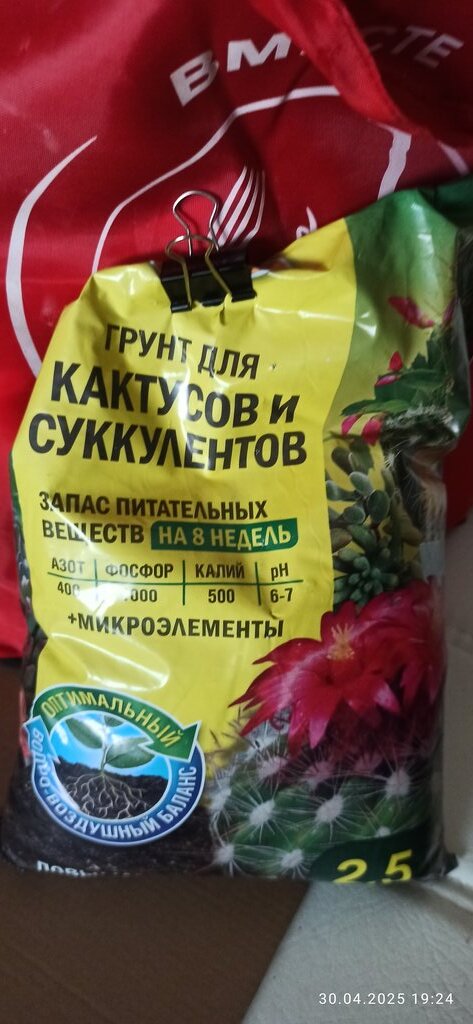 ГРУНТ ДЛЯ
КАКТУСОВ И
СУККУЛЕНТОВ
ЗАПАС ПИТАТЕЛЬНЫХ
ВЕЩЕСТВ НА 8 НЕДЕЛЬ
АЗОТ ФОСФОР КАЛИЙ pH
400 1000 500 6-7
+МИКРОЭЛЕМЕНТЫ
ОПТИМАЛЬНЫЙ
ВОДНО-ВОЗДУШНЫЙ БАЛАНС
2,5
30.04.2025 19:24